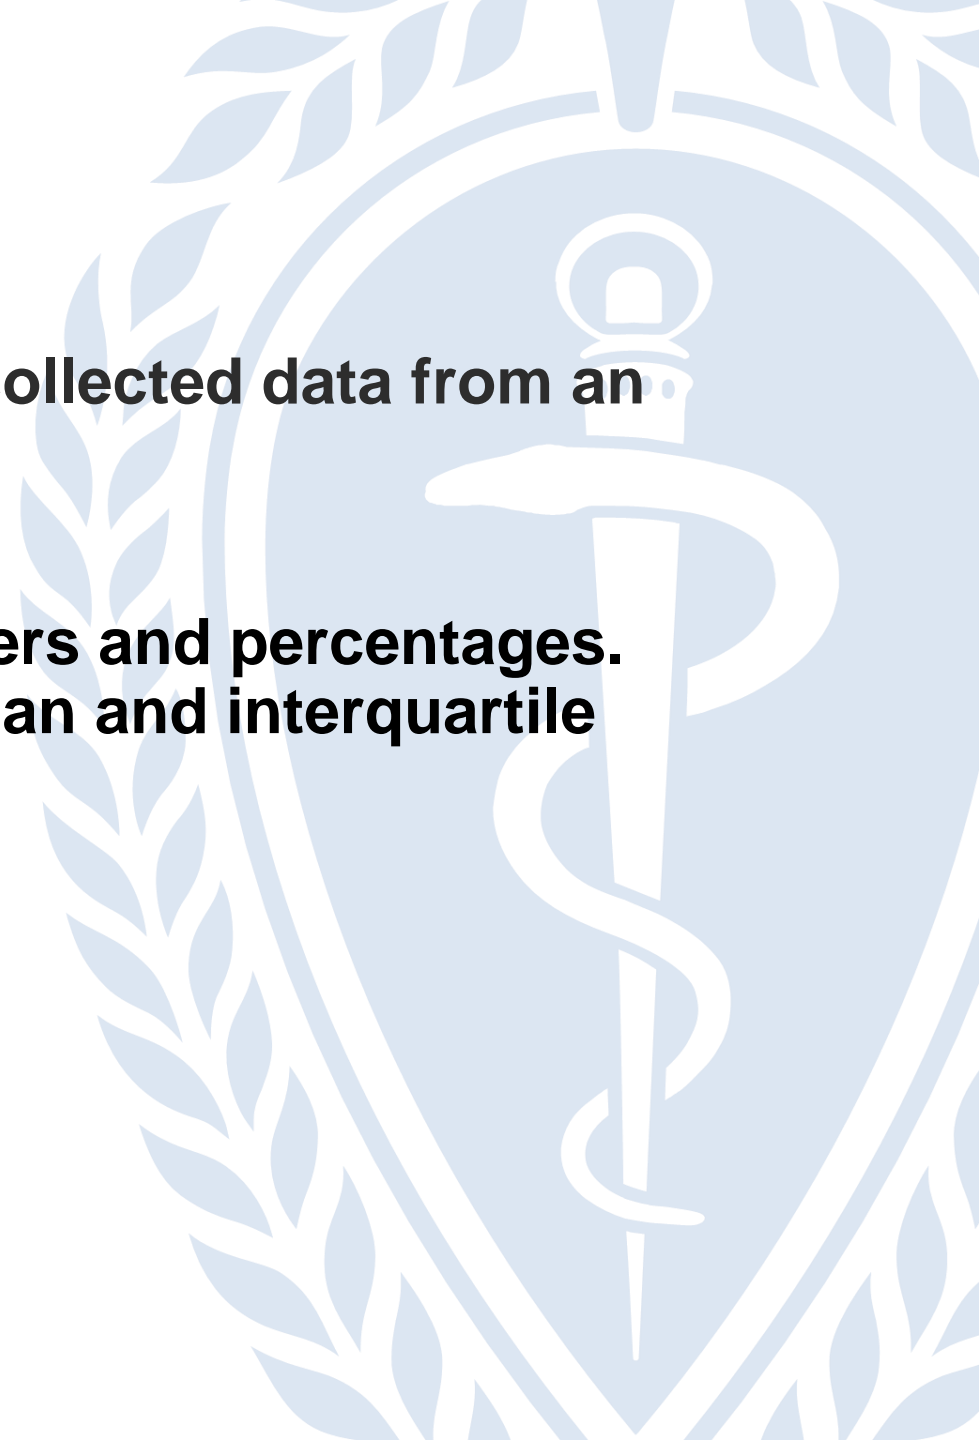 ollected data from an
ers and percentages.
an and interquartile